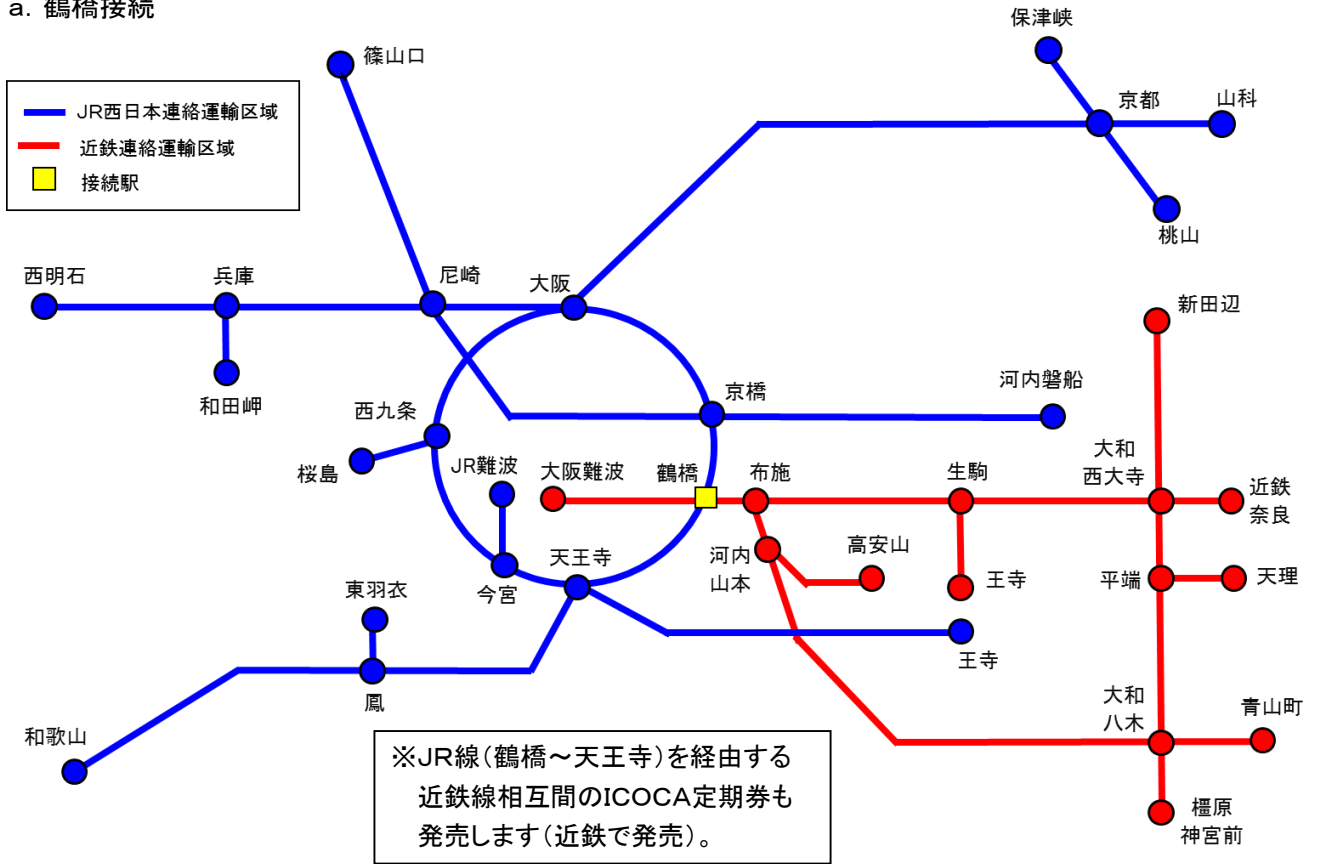 a. 鶴橋接続
保津峡
篠山口
JR西日本連絡運輸区域
近鉄連絡運輸区域
接続駅
京都
山科
桃山
西明石
兵庫
尼崎
大阪
新田辺
和田岬
西九条
京橋
河内磐船
桜島
JR難波
大阪難波
鶴橋
布施
生駒
大和
西大寺
近鉄
奈良
天王寺
河内
山本
高安山
王寺
平端
天理
東羽衣
今宮
王寺
鳳
大和
八木
青山町
和歌山
※JR線(鶴橋～天王寺)を経由する
近鉄線相互間のICOCA定期券も
発売します(近鉄で発売)。
橿原
神宮前